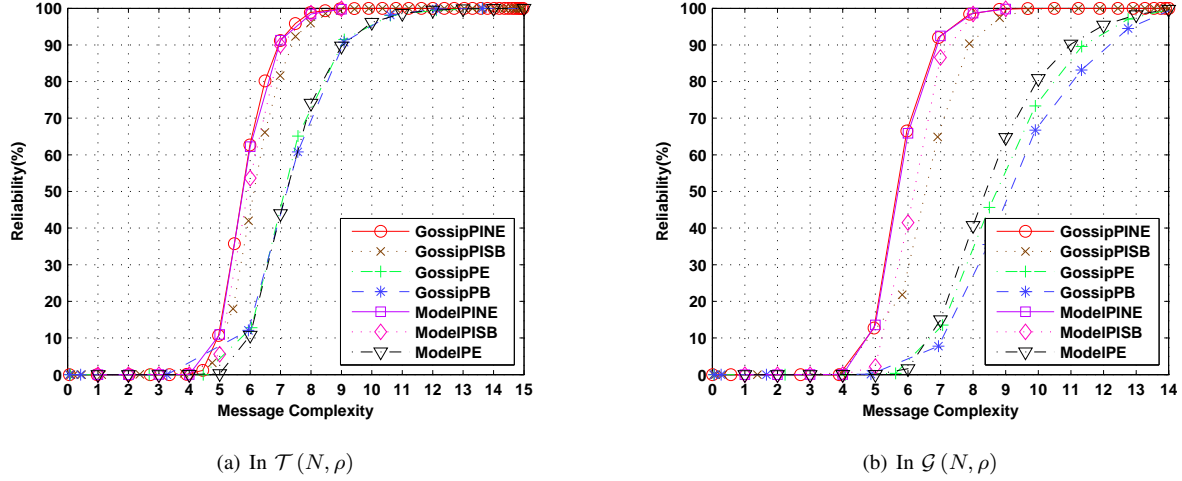 100
90
80
70
60
50
40
30
20
10
0
Reliability(%)
0 1 2 3 4 5 6 7 8 9 10 11 12 13 14 15
Message Complexity
GossipPINE
GossipPISB
GossipPE
GossipPB
ModelPINE
ModelPISB
ModelPE
(a) In 𝒯 (N, ρ)
100
90
80
70
60
50
40
30
20
10
0
Reliability(%)
0 1 2 3 4 5 6 7 8 9 10 11 12 13 14
Message Complexity
GossipPINE
GossipPISB
GossipPE
GossipPB
ModelPINE
ModelPISB
ModelPE
(b) In 𝒢 (N, ρ)